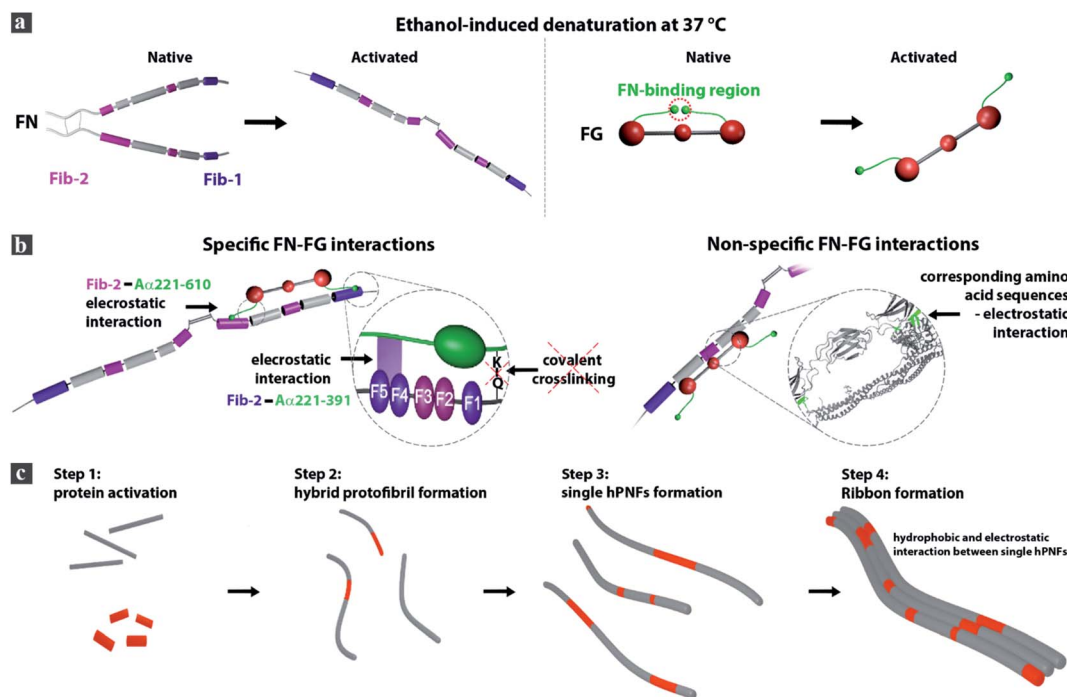 a
Ethanol-induced denaturation at 37 °C
Native
Activated
FN
Fib-2
Fib-1
Native
Activated
FN-binding region
FG
b
Specific FN-FG interactions
Fib-2 – Aα221-610
elecrostatic
interaction
elecrostatic
interaction
Fib-2 – Aα221-391
F5 F4 F3 F2 F1
K
Q
covalent
crosslinking
Non-specific FN-FG interactions
corresponding amino
acid sequences
- electrostatic
interaction
c
Step 1:
protein activation
Step 2:
hybrid protofibril formation
Step 3:
single hPNFs formation
Step 4:
Ribbon formation
hydrophobic and electrostatic
interaction between single hPNFs